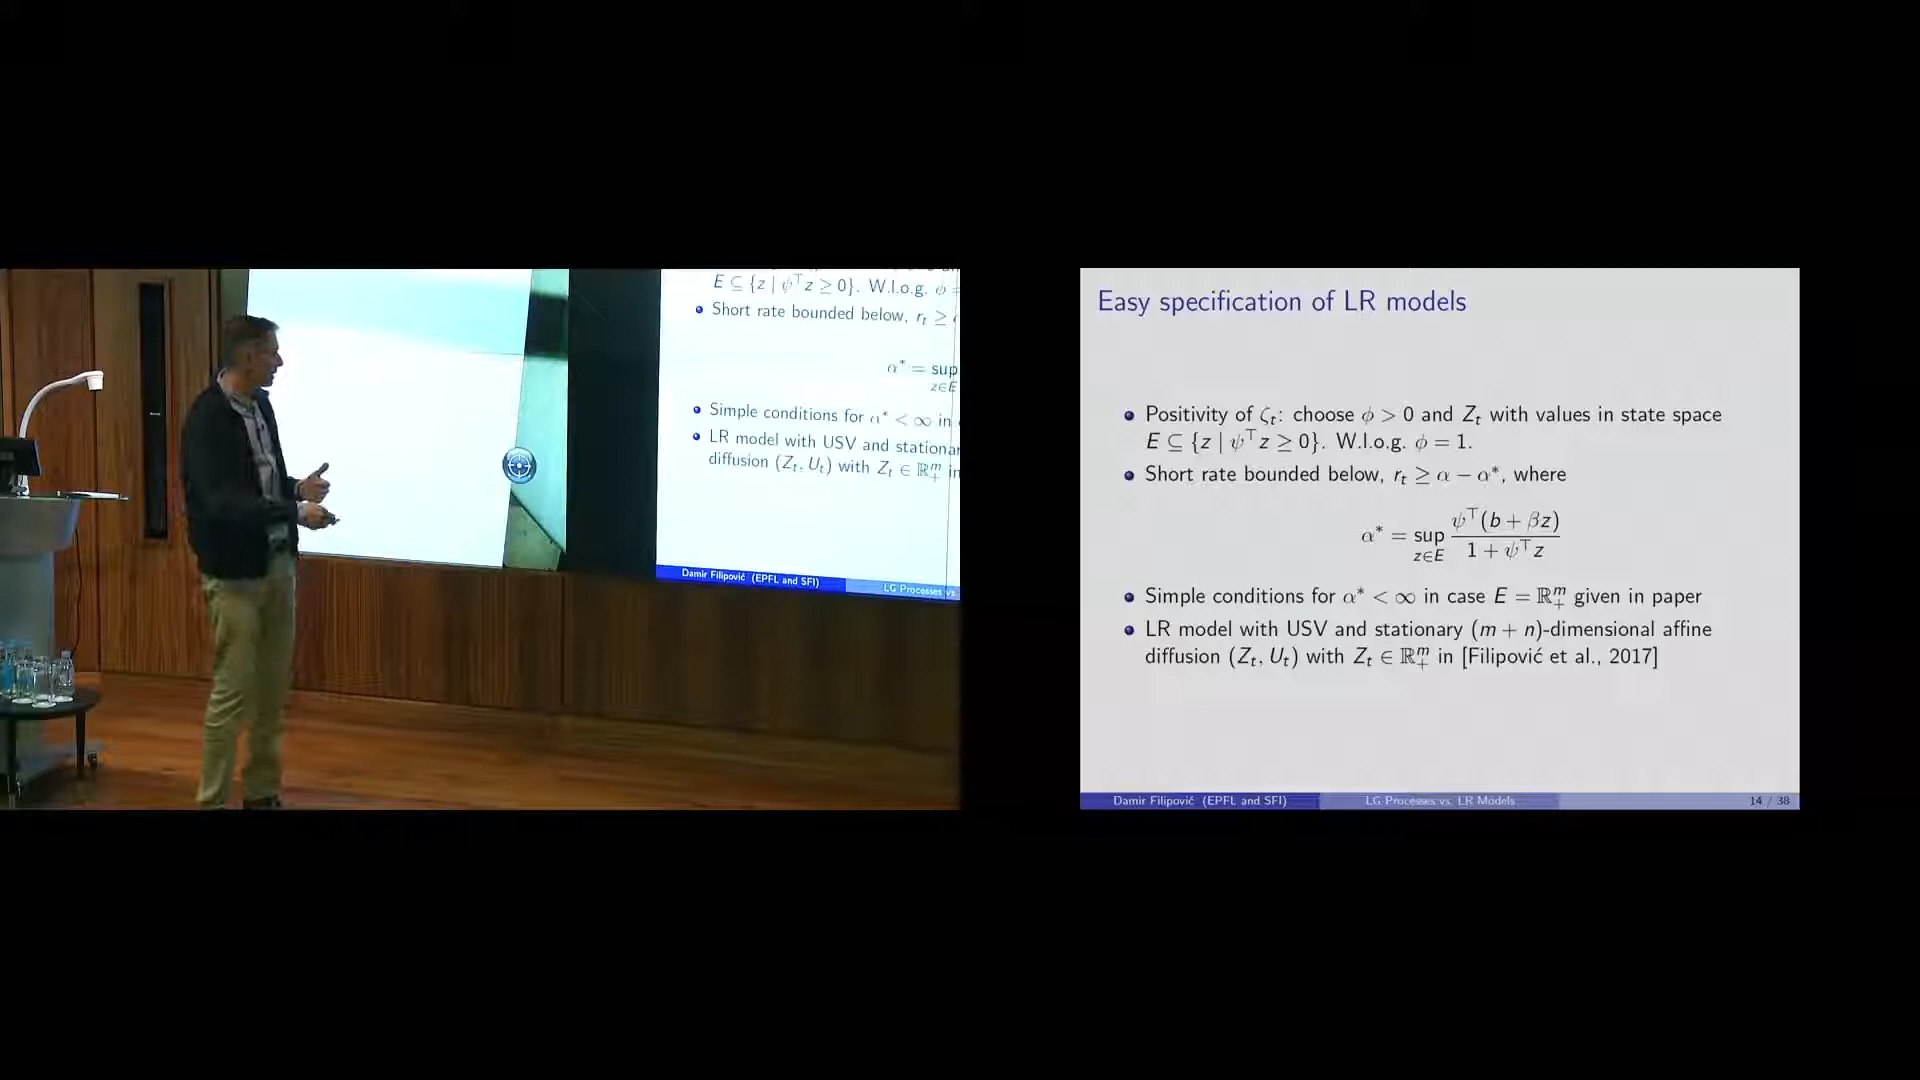 E ⊆ {z | ψ⊤z ≥ 0}. W.l.o.g. ϕ =
Short rate bounded below, r_t ≥
α* = sup
z∈E
Simple conditions for α* < ∞ in
LR model with USV and stationar
diffusion (Z_t, U_t) with Z_t ∈ ℝ^m_+ in
Damir Filipović (EPFL and SFI) LG Processes vs.
Easy specification of LR models
Positivity of ζ_t: choose ϕ > 0 and Z_t with values in state space
E ⊆ {z | ψ⊤z ≥ 0}. W.l.o.g. ϕ = 1.
Short rate bounded below, r_t ≥ α − α*, where
α* = sup_{z∈E} ψ⊤(b + βz) / (1 + ψ⊤z)
Simple conditions for α* < ∞ in case E = ℝ^m_+ given in paper
LR model with USV and stationary (m + n)-dimensional affine
diffusion (Z_t, U_t) with Z_t ∈ ℝ^m_+ in [Filipović et al., 2017]
Damir Filipović (EPFL and SFI) LG Processes vs. LR Models 14 / 38